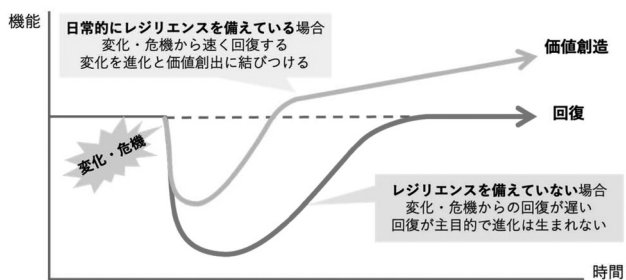 機能
日常的にレジリエンスを備えている場合
変化・危機から速く回復する
変化を進化と価値創出に結びつける
価値創造
変化・危機
回復
レジリエンスを備えていない場合
変化・危機からの回復が遅い
回復が主目的で進化は生まれない
時間